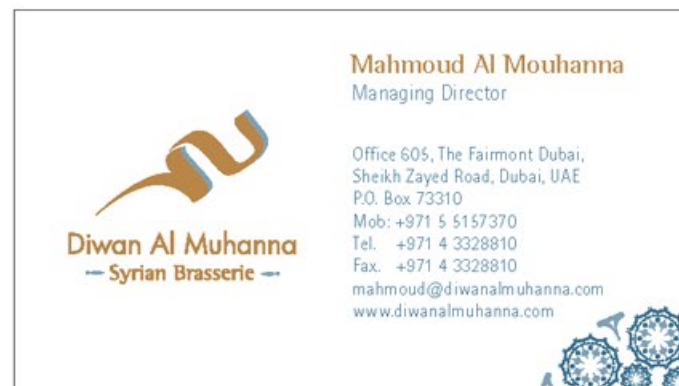 Diwan Al Muhanna
Syrian Brasserie
Mahmoud Al Mouhanna
Managing Director
Office 605, The Fairmont Dubai,
Sheikh Zayed Road, Dubai, UAE
P.O. Box 73310
Mob: +971 5 5157370
Tel. +971 4 3328810
Fax. +971 4 3328810
mahmoud@diwanalmuhanna.com
www.diwanalmuhanna.com